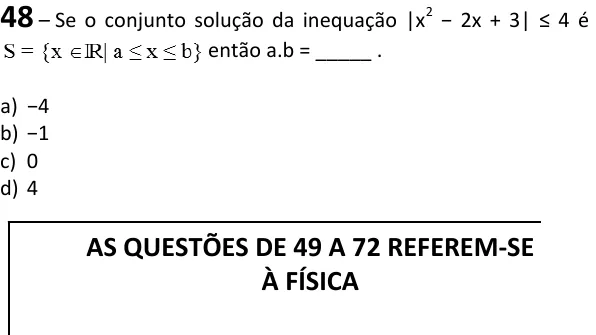 48 – Se o conjunto solução da inequação |x² − 2x + 3| ≤ 4 é
S = {x ∈ ℝ| a ≤ x ≤ b} então a.b = _____ .
a) −4
b) −1
c) 0
d) 4
AS QUESTÕES DE 49 A 72 REFEREM-SE
À FÍSICA